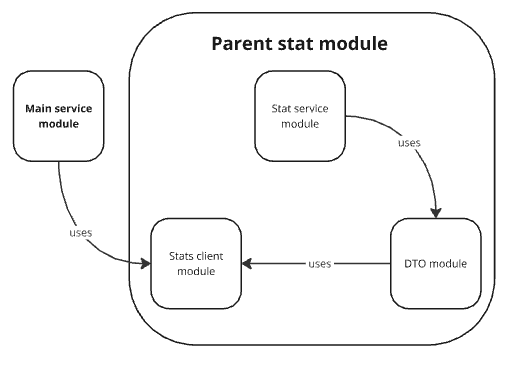 Parent stat module
Main service
module
Stat service
module
uses
uses
Stats client
module
uses
DTO module